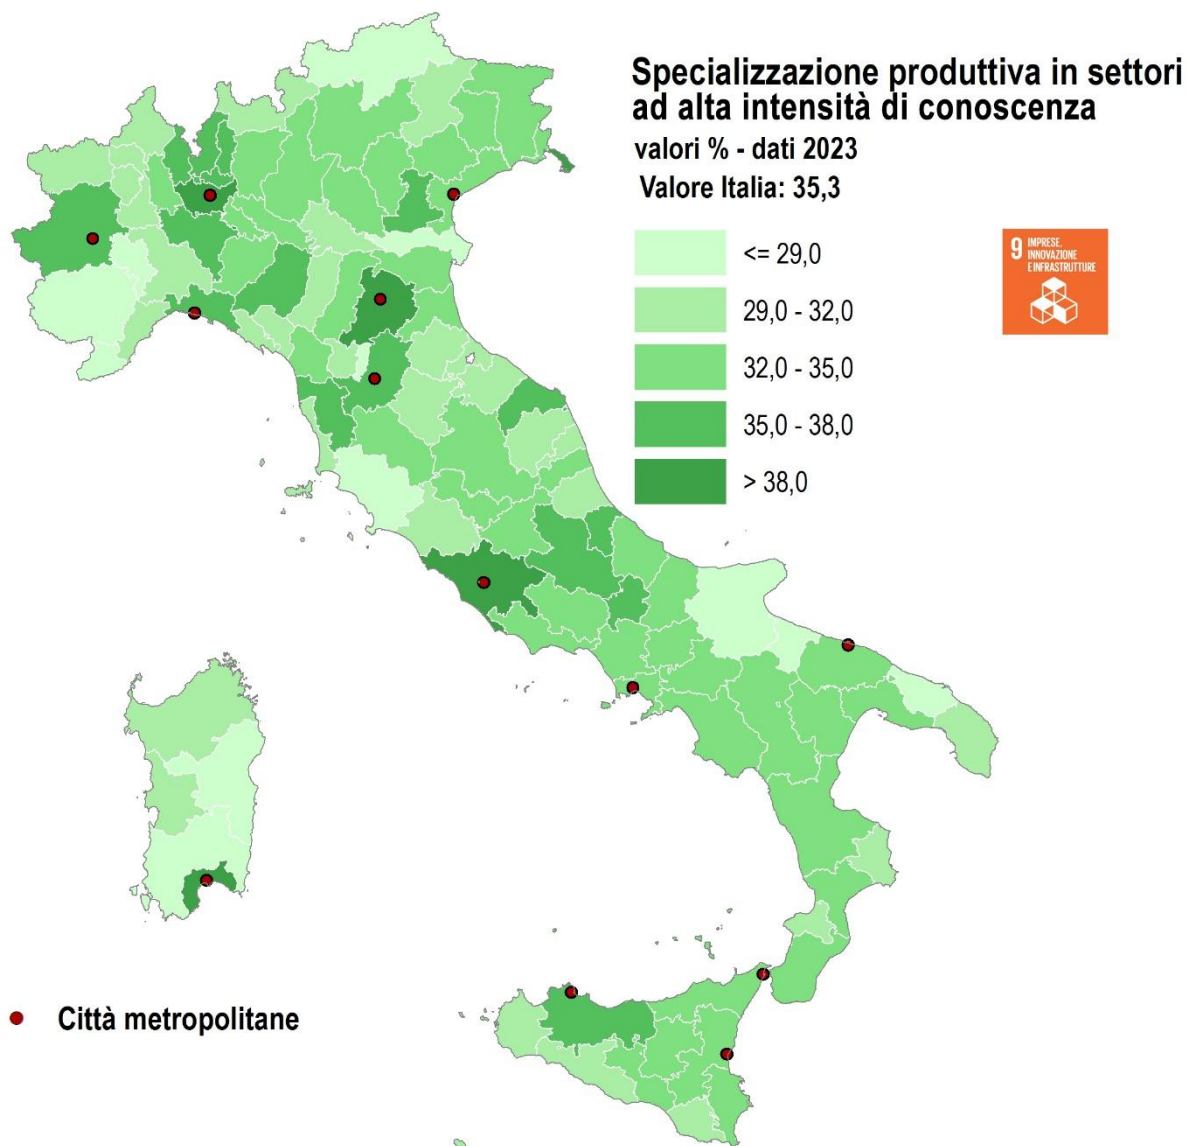 Specializzazione produttiva in settori
ad alta intensità di conoscenza
valori % - dati 2023
Valore Italia: 35,3
<= 29,0
29,0 - 32,0
32,0 - 35,0
35,0 - 38,0
> 38,0
9 IMPRESE,
INNOVAZIONE
E INFRASTRUTTURE
Città metropolitane